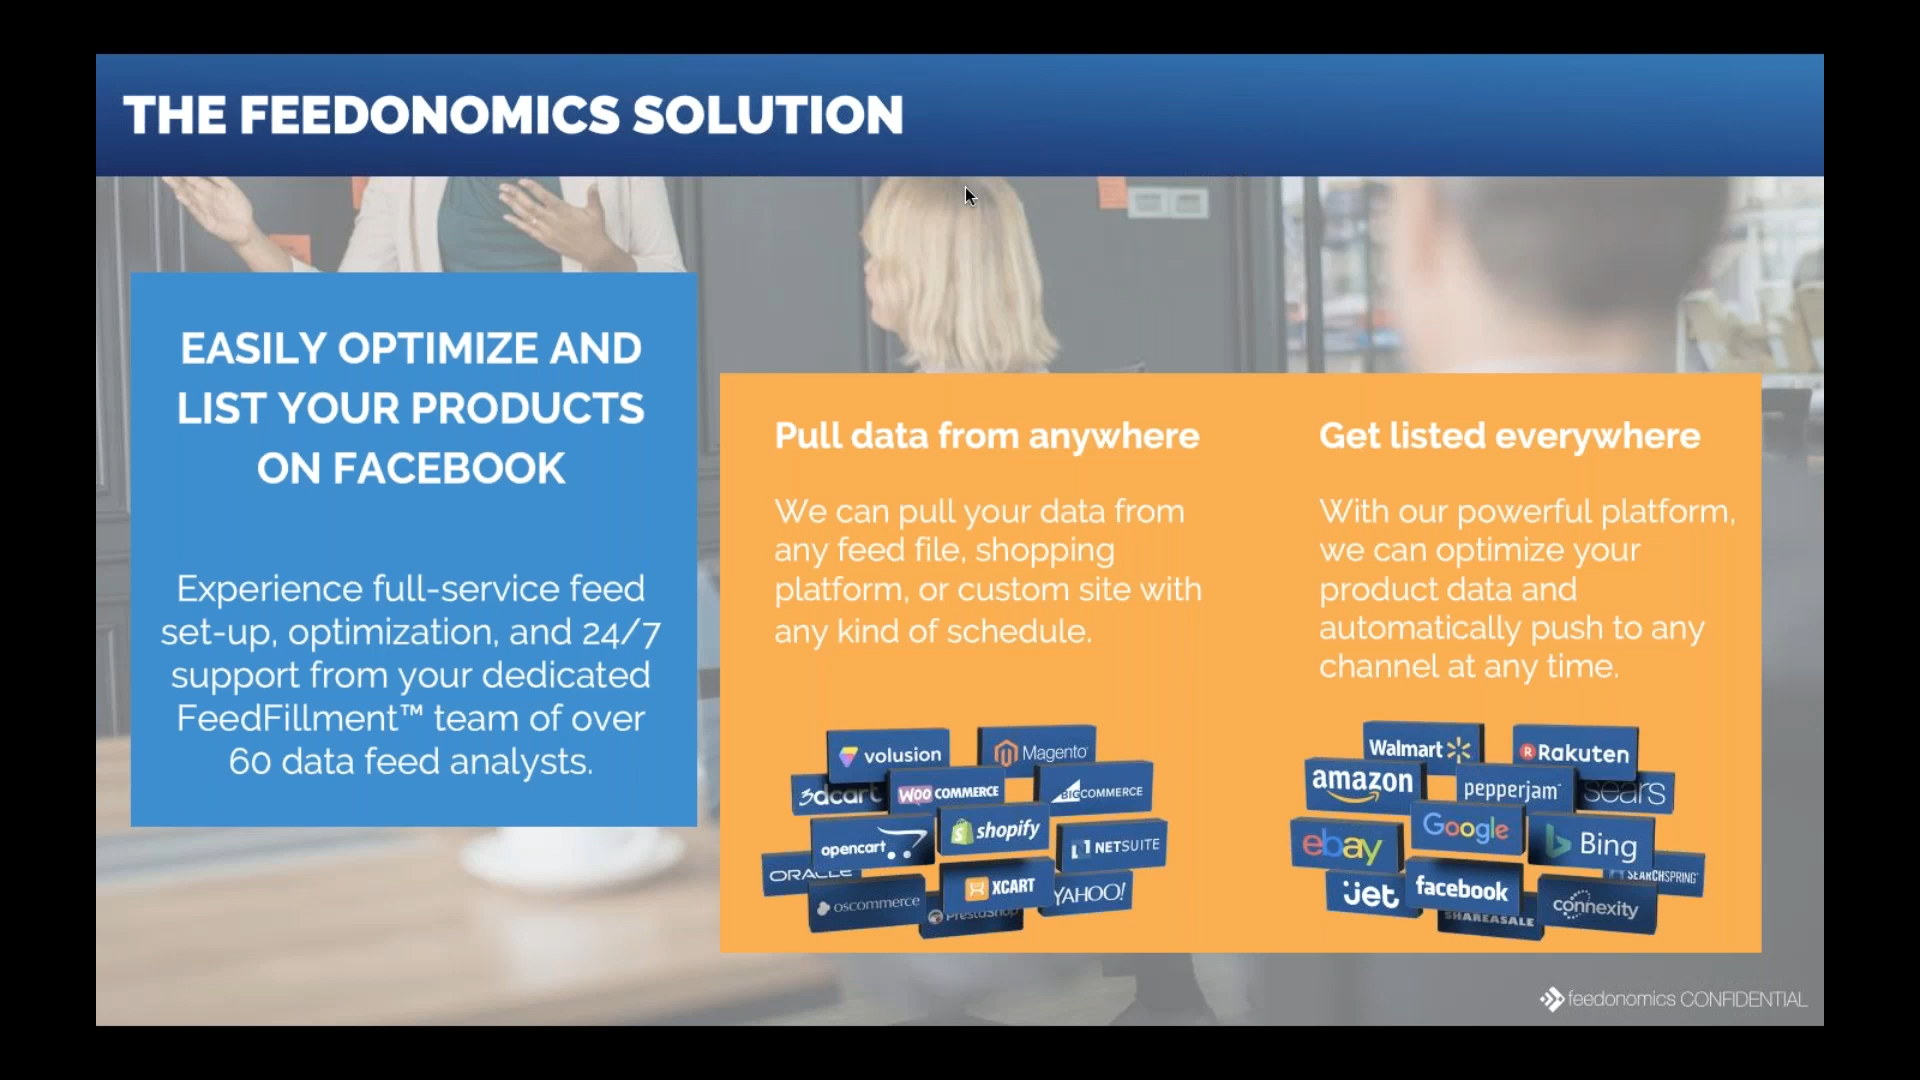 THE FEEDONOMICS SOLUTION
EASILY OPTIMIZE AND
LIST YOUR PRODUCTS
ON FACEBOOK
Experience full-service feed
set-up, optimization, and 24/7
support from your dedicated
FeedFillment™ team of over
60 data feed analysts.
Pull data from anywhere
We can pull your data from
any feed file, shopping
platform, or custom site with
any kind of schedule.
volusion
Magento
3dcart
WOO COMMERCE
BIGCOMMERCE
opencart
shopify
NETSUITE
ORACLE
XCART
YAHOO!
oscommerce
PrestaShop
Get listed everywhere
With our powerful platform,
we can optimize your
product data and
automatically push to any
channel at any time.
Walmart
Rakuten
amazon
pepperjam
sears
ebay
Google
Bing
SEARCHSPRING
Jet
facebook
connexity
SHAREASALE
feedonomics CONFIDENTIAL